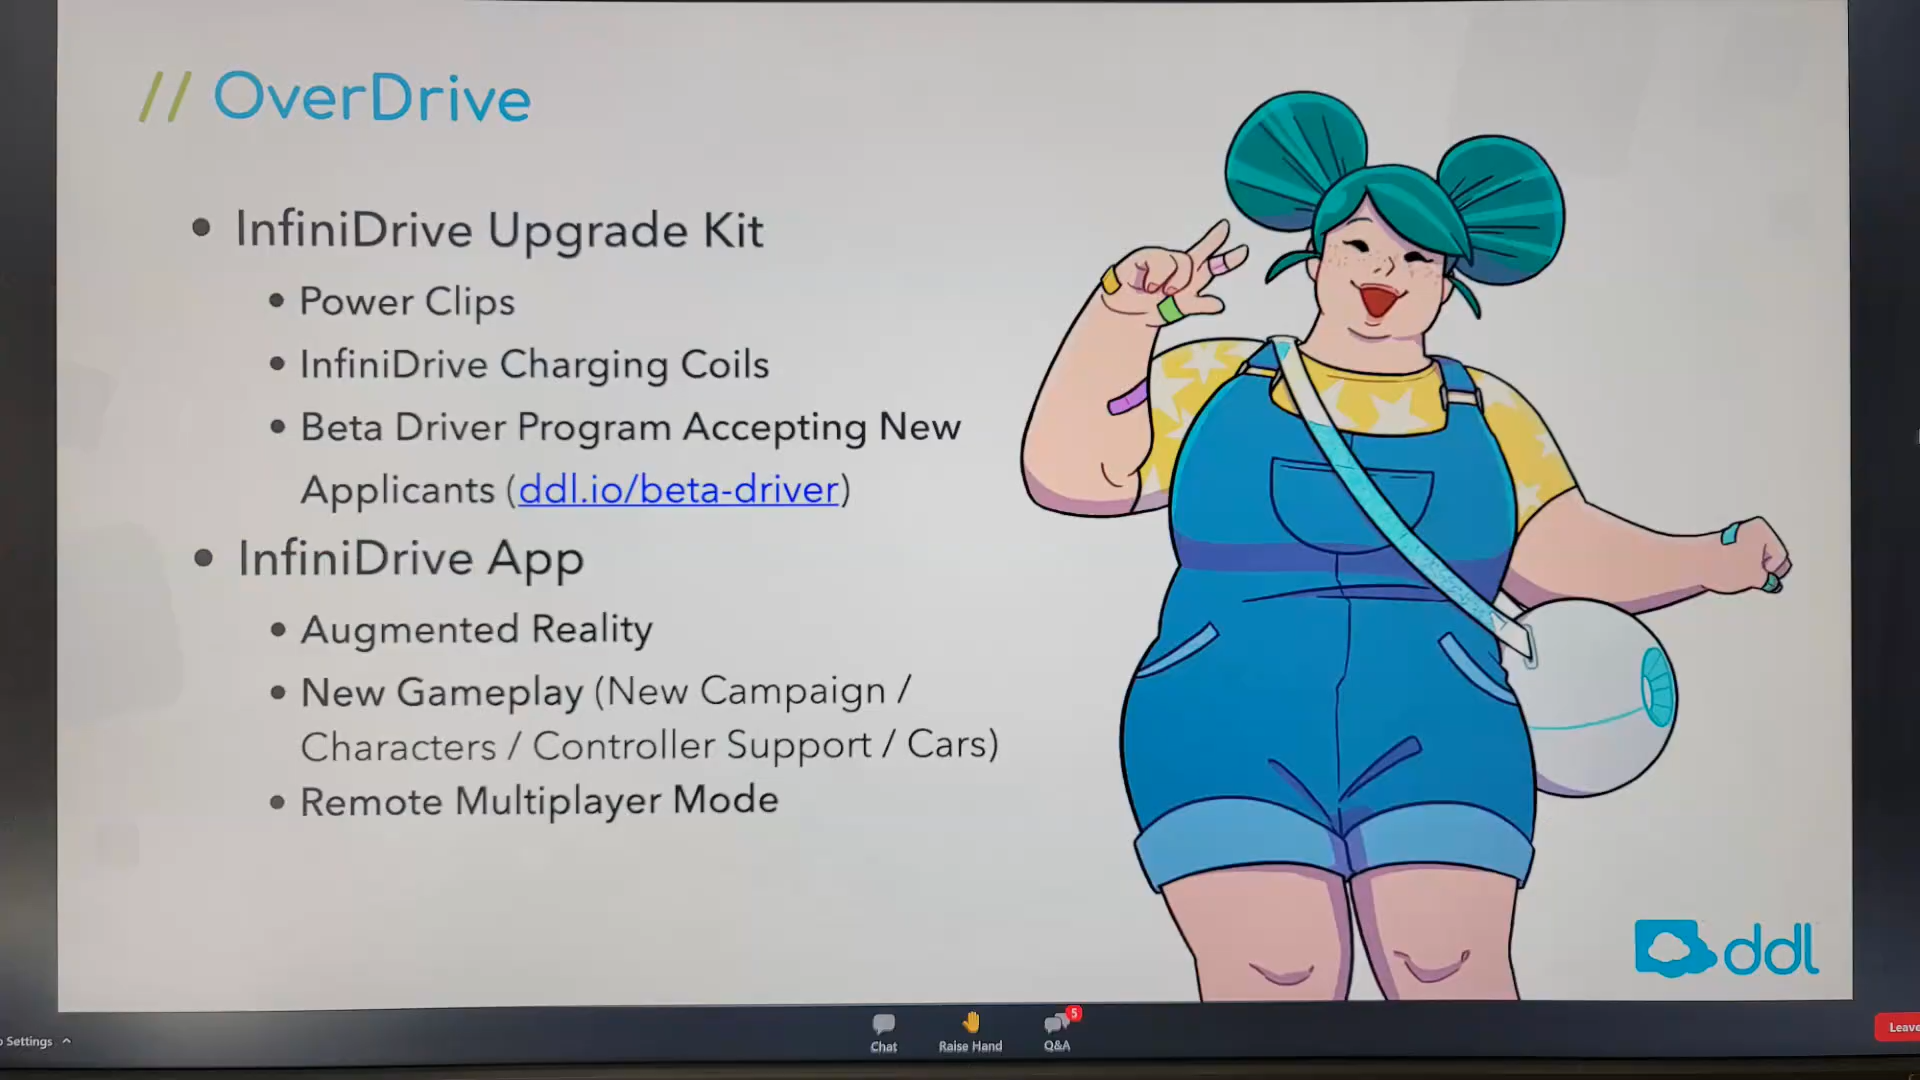 // OverDrive
• InfiniDrive Upgrade Kit
• Power Clips
• InfiniDrive Charging Coils
• Beta Driver Program Accepting New
Applicants (ddl.io/beta-driver)
• InfiniDrive App
• Augmented Reality
• New Gameplay (New Campaign /
Characters / Controller Support / Cars)
• Remote Multiplayer Mode
ddl
Settings
Chat
Raise Hand
5
Q&A
Leave